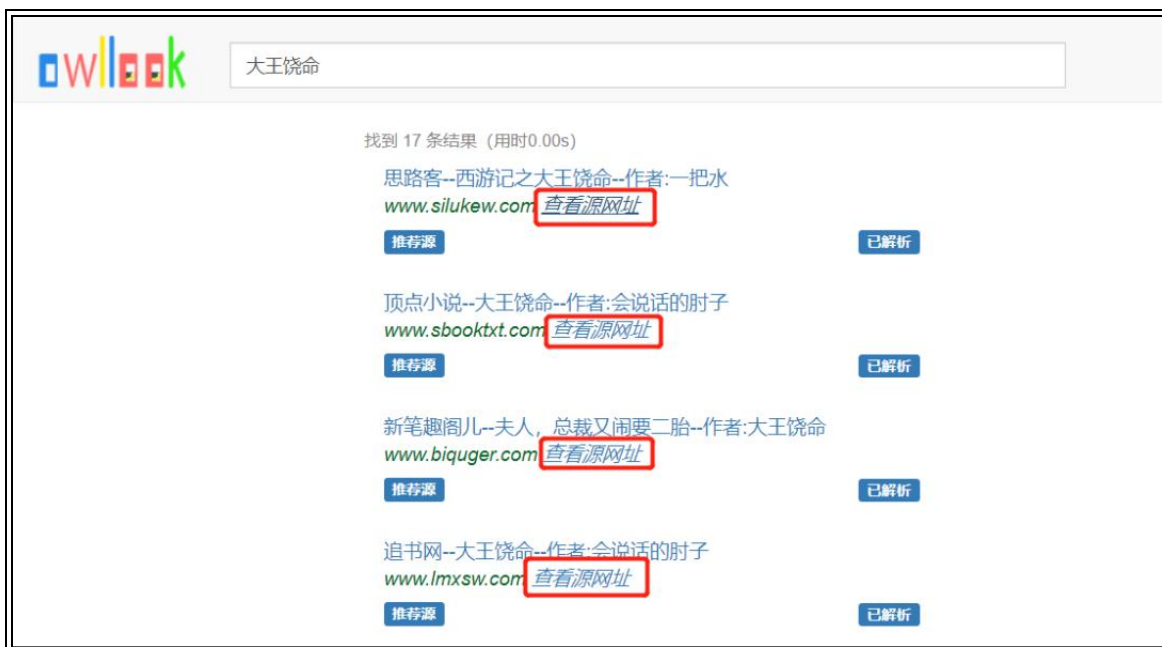 owllook
大王饶命
找到 17 条结果（用时0.00s）
思路客--西游记之大王饶命--作者:一把水
www.silukew.com 查看源网址
推荐源 已解析
顶点小说--大王饶命--作者:会说话的肘子
www.sbooktxt.com 查看源网址
推荐源 已解析
新笔趣阁儿--夫人，总裁又闹要二胎--作者:大王饶命
www.biquger.com 查看源网址
推荐源 已解析
追书网--大王饶命--作者:会说话的肘子
www.lmxsw.com 查看源网址
推荐源 已解析